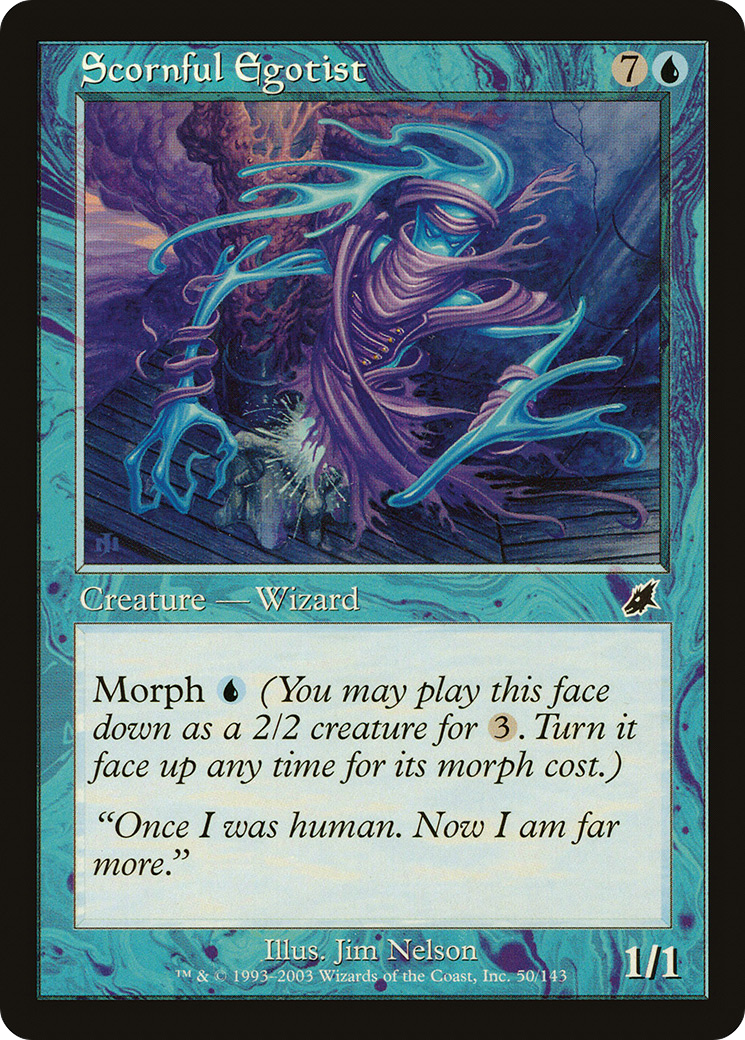 Scornful Egotist 7
Creature — Wizard
Morph (You may play this face
down as a 2/2 creature for 3. Turn it
face up any time for its morph cost.)
“Once I was human. Now I am far
more.”
Illus. Jim Nelson
™ & © 1993-2003 Wizards of the Coast, Inc. 50/143
1/1